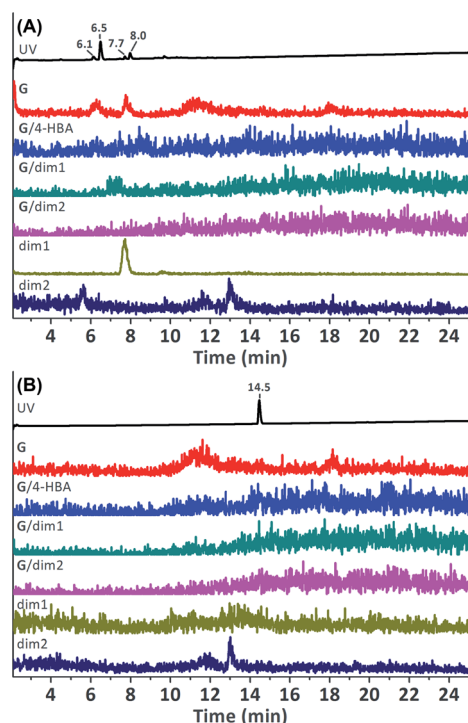 (A)
6.5
6.1 7.7 8.0
UV
G
G/4-HBA
G/dim1
G/dim2
dim1
dim2
4 6 8 10 12 14 16 18 20 22 24
Time (min)
(B)
14.5
UV
G
G/4-HBA
G/dim1
G/dim2
dim1
dim2
4 6 8 10 12 14 16 18 20 22 24
Time (min)